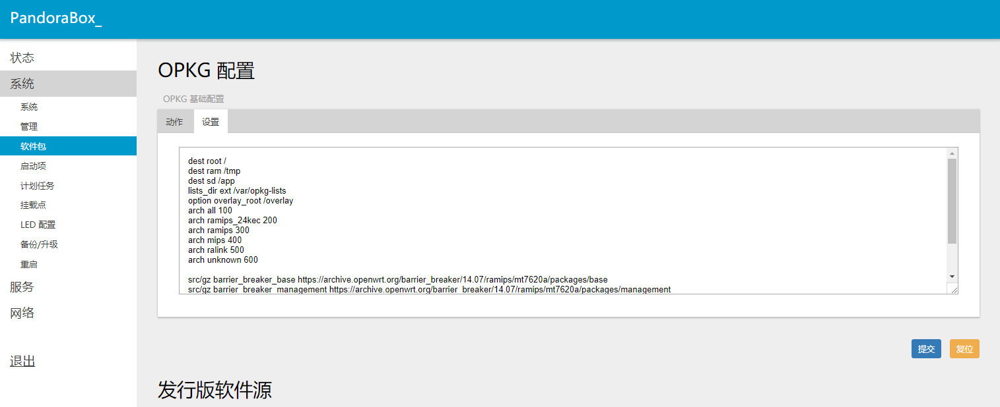 PandoraBox_
状态
系统
系统
管理
软件包
启动项
计划任务
挂载点
LED 配置
备份/升级
重启
服务
网络
退出
OPKG 配置
OPKG 基础配置
动作
设置
dest root /
dest ram /tmp
dest sd /app
lists_dir ext /var/opkg-lists
option overlay_root /overlay
arch all 100
arch ramips_24kec 200
arch ramips 300
arch mips 400
arch ralink 500
arch unknown 600
src/gz barrier_breaker_base https://archive.openwrt.org/barrier_breaker/14.07/ramips/mt7620a/packages/base
src/gz barrier_breaker_management https://archive.openwrt.org/barrier_breaker/14.07/ramips/mt7620a/packages/management
提交
复位
发行版软件源